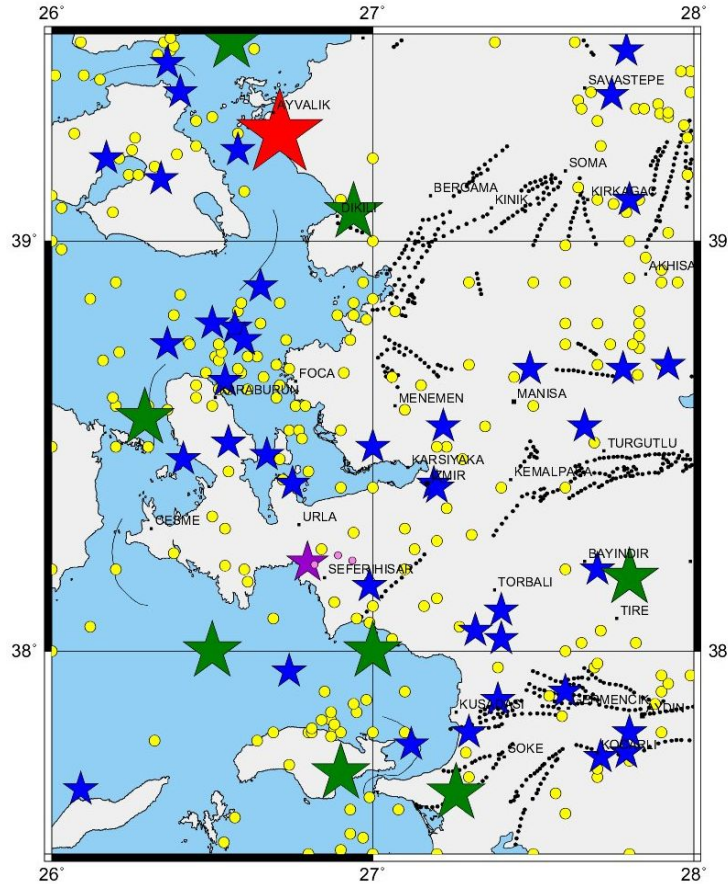 26˚ 27˚ 28˚
SAVASTEPE
AYVALIK
SOMA
BERGAMA
KIRKAGAC
KINIK
DIKILI
39˚ 39˚
AKHISA
FOCA
KARABURUN
MENEMEN
MANISA
TURGUTLU
KARSIYAKA
KEMALPASA
IZMIR
CESME
URLA
BAYINDIR
SEFERIHISAR
TORBALI
TIRE
38˚ 38˚
GERMENCIK
KUSADASI
AYDIN
SOKE
KOCARLI
26˚ 27˚ 28˚